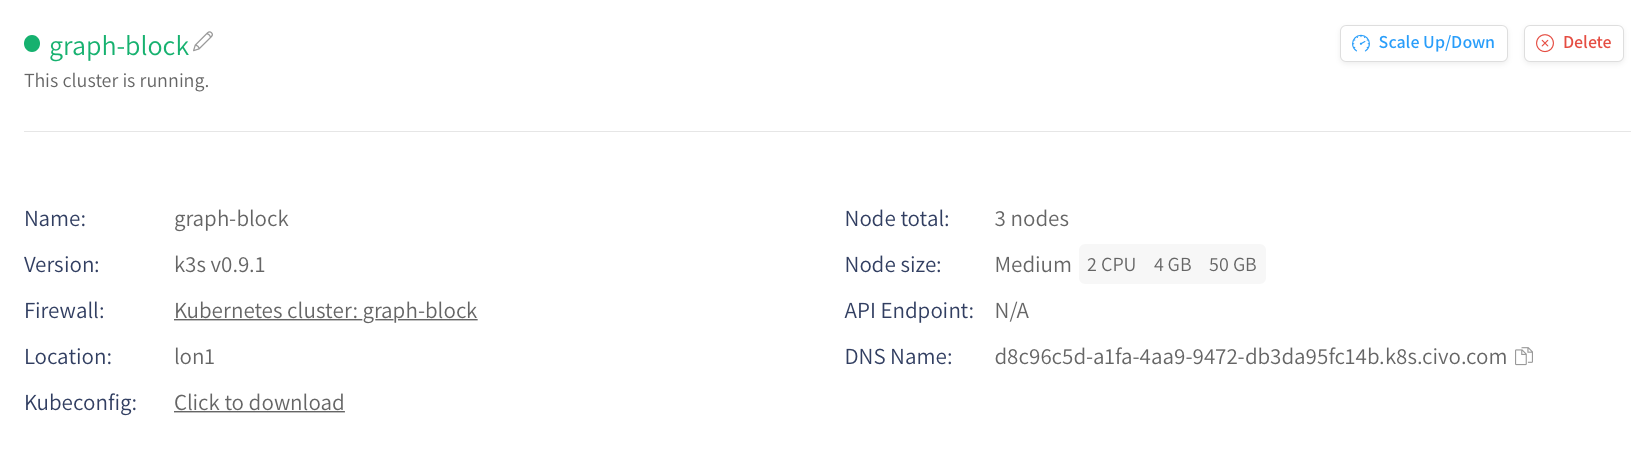 graph-block
Scale Up/Down
Delete
This cluster is running.
Name: graph-block
Version: k3s v0.9.1
Firewall: Kubernetes cluster: graph-block
Location: lon1
Kubeconfig: Click to download
Node total: 3 nodes
Node size: Medium 2 CPU 4 GB 50 GB
API Endpoint: N/A
DNS Name: d8c96c5d-a1fa-4aa9-9472-db3da95fc14b.k8s.civo.com